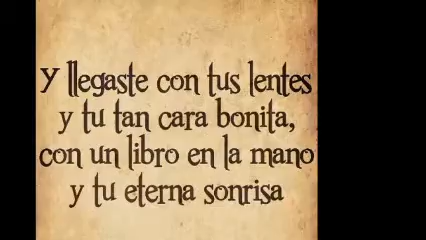 Y llegaste con tus lentes
y tu tan cara bonita,
con un libro en la mano
y tu eterna sonrisa